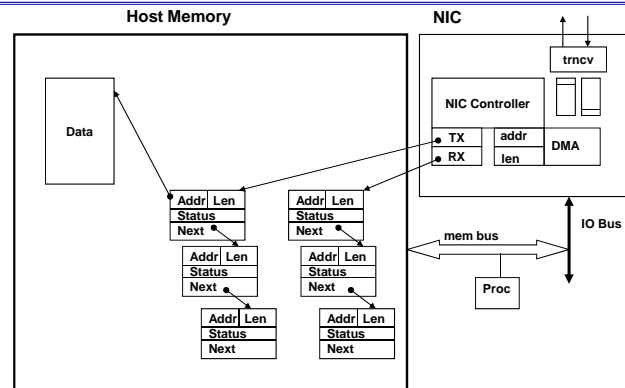 Host Memory
NIC
trncv
NIC Controller
Data
TX
addr
DMA
RX
len
Addr Len
Status
Next
Addr Len
Status
Next
IO Bus
mem bus
Addr Len
Status
Next
Addr Len
Status
Next
Proc
Addr Len
Status
Next
Addr Len
Status
Next